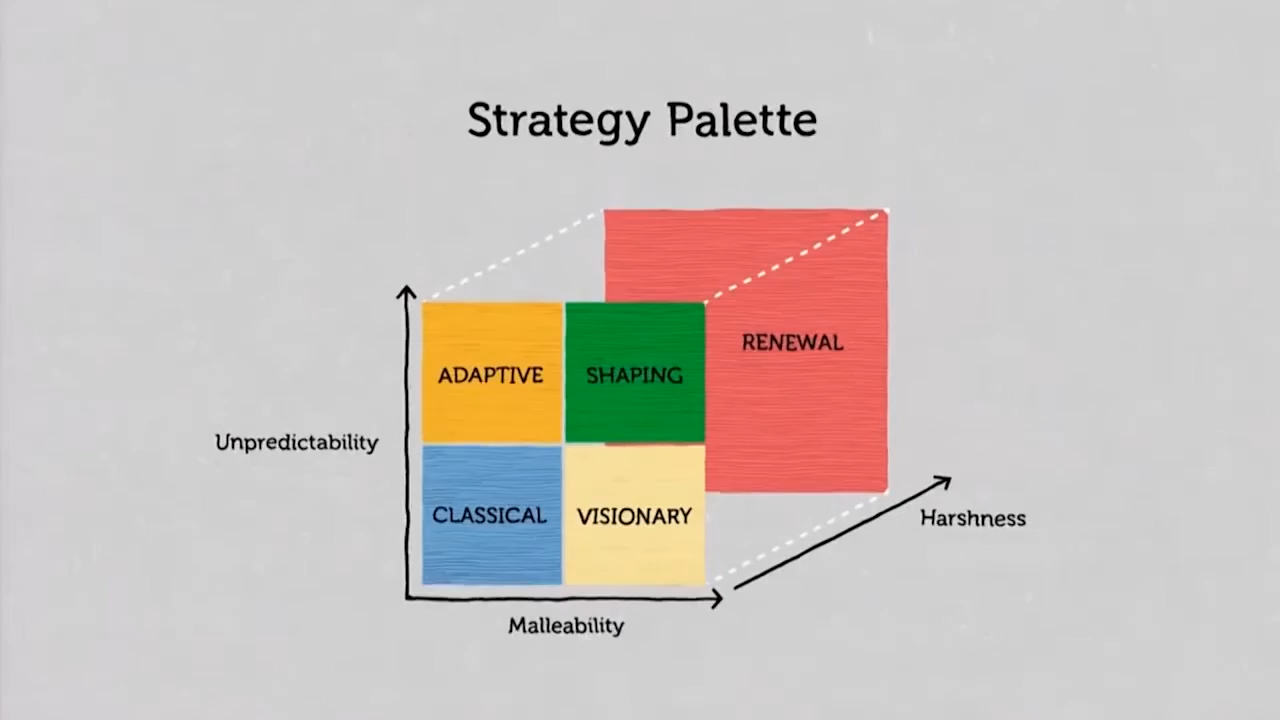 Strategy Palette
RENEWAL
ADAPTIVE
SHAPING
Unpredictability
CLASSICAL
VISIONARY
Harshness
Malleability